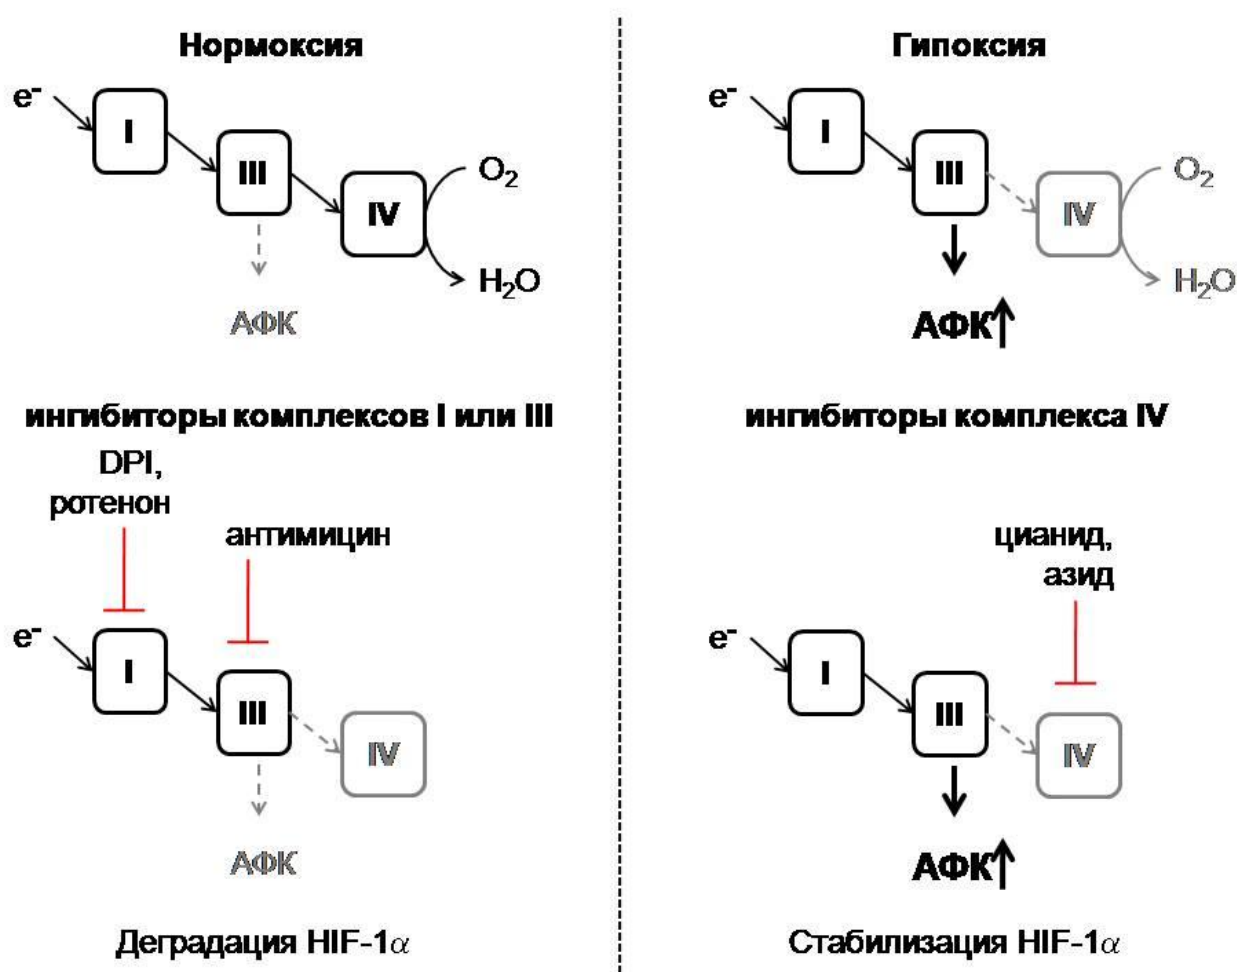 Нормоксия
e⁻
I
III
IV
O₂
H₂O
АФК
ингибиторы комплексов I или III
DPI,
ротенон
антимицин
e⁻
I
III
IV
АФК
Деградация HIF-1α
Гипоксия
e⁻
I
III
IV
O₂
H₂O
АФК
ингибиторы комплекса IV
цианид,
азид
e⁻
I
III
IV
АФК
Стабилизация HIF-1α